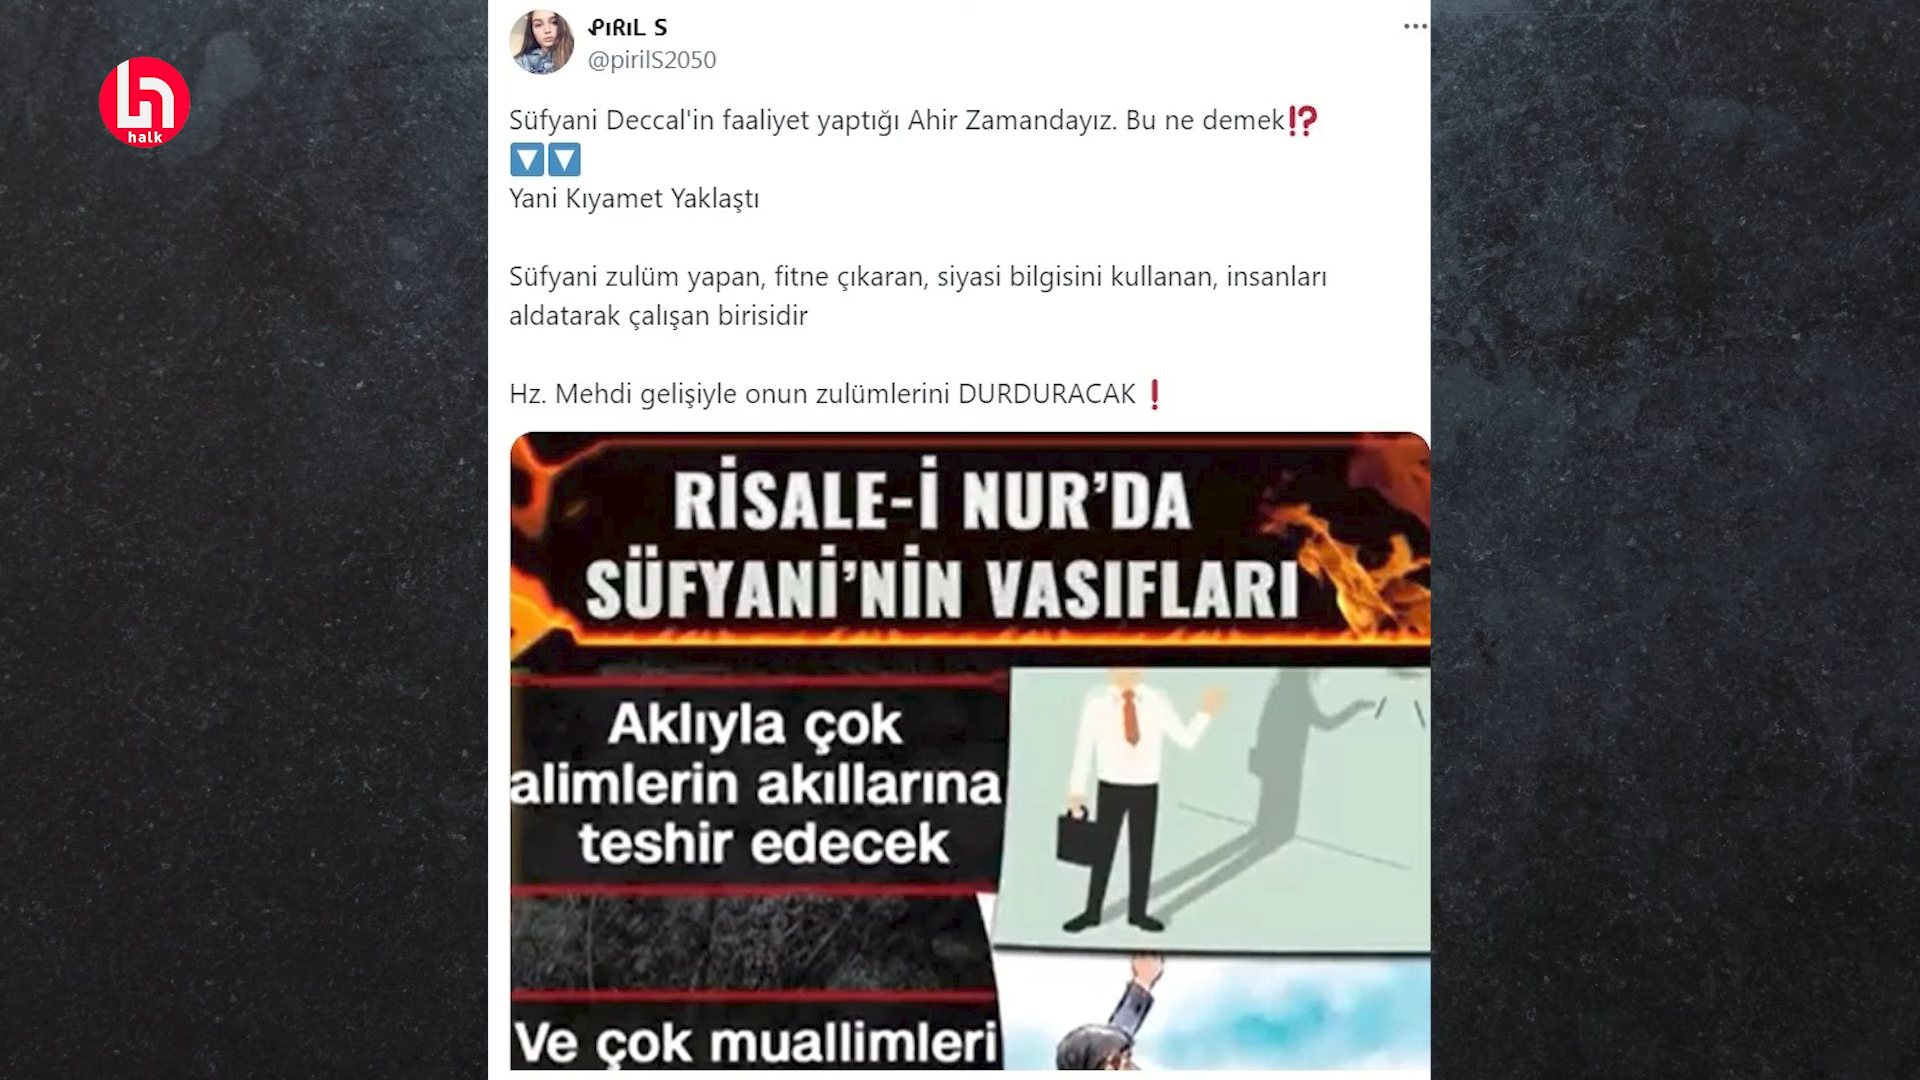 halk
PıRıL S
@pirilS2050
Süfyani Deccal'in faaliyet yaptığı Ahir Zamandayız. Bu ne demek⁉️
🔽🔽
Yani Kıyamet Yaklaştı
Süfyani zulüm yapan, fitne çıkaran, siyasi bilgisini kullanan, insanları
aldatarak çalışan birisidir
Hz. Mehdi gelişiyle onun zulümlerini DURDURACAK❗
RİSALE-İ NUR'DA
SÜFYANİ'NİN VASIFLARI
Aklıyla çok
alimlerin akıllarına
teshir edecek
Ve çok muallimleri